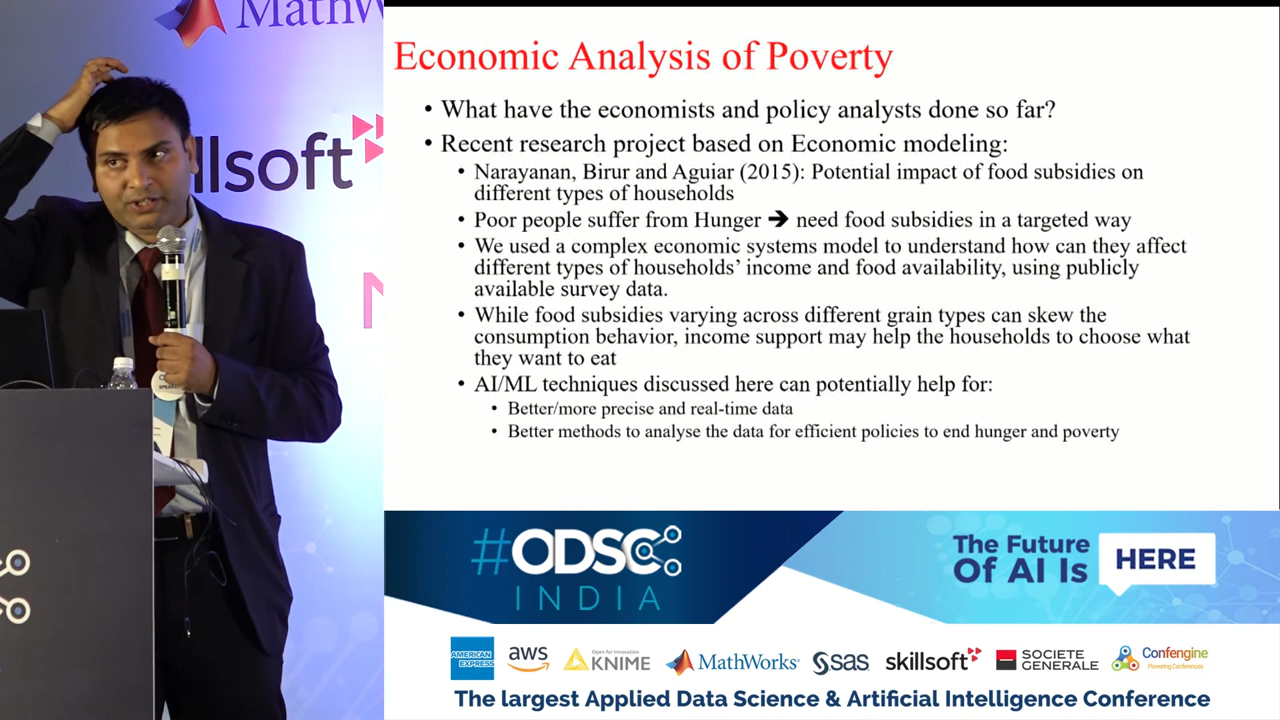 MathWo
skillsoft
Economic Analysis of Poverty
• What have the economists and policy analysts done so far?
• Recent research project based on Economic modeling:
• Narayanan, Birur and Aguiar (2015): Potential impact of food subsidies on
different types of households
• Poor people suffer from Hunger ➔ need food subsidies in a targeted way
• We used a complex economic systems model to understand how can they affect
different types of households’ income and food availability, using publicly
available survey data.
• While food subsidies varying across different grain types can skew the
consumption behavior, income support may help the households to choose what
they want to eat
• AI/ML techniques discussed here can potentially help for:
• Better/more precise and real-time data
• Better methods to analyse the data for efficient policies to end hunger and poverty
#ODSC
INDIA
The Future
Of AI Is HERE
AMERICAN
EXPRESS
aws
Open for Innovation
KNIME
MathWorks
sas
skillsoft
SOCIETE
GENERALE
Confengine
Powering Conferences
The largest Applied Data Science & Artificial Intelligence Conference